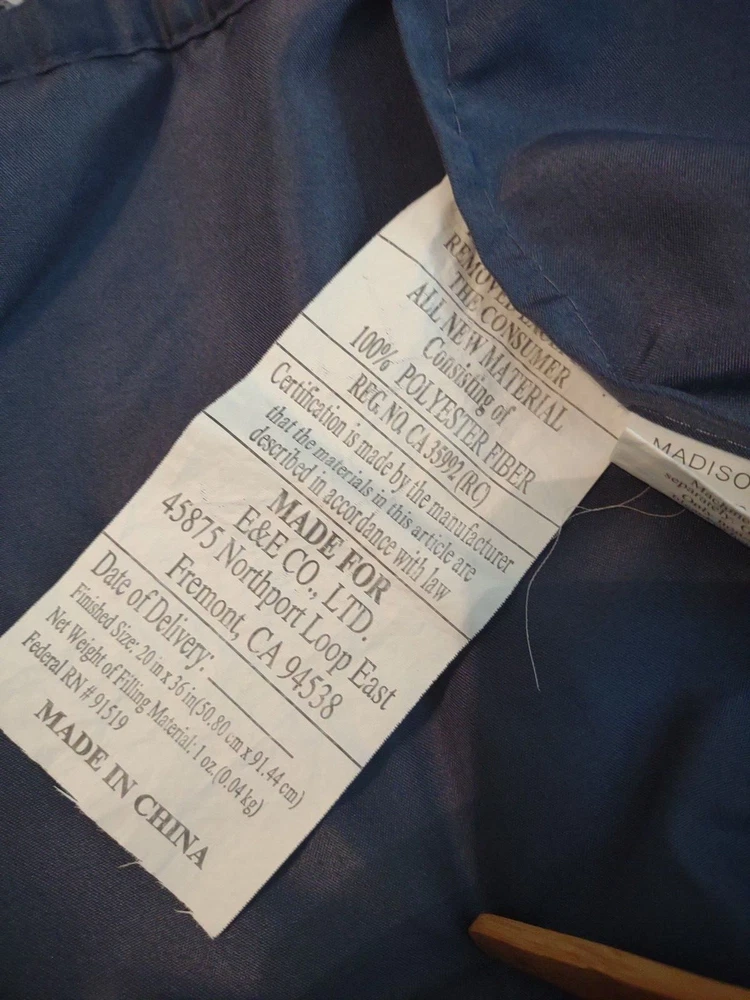 REMOVED EXCEPT
THE CONSUMER
ALL NEW MATERIAL
Consisting of
100% POLYESTER FIBER
REG. NO. CA 35992 (RC)
Certification is made by the manufacturer
that the materials in this article are
described in accordance with law
MADE FOR
E&E CO., LTD.
45875 Northport Loop East
Fremont, CA 94538
Date of Delivery:
Finished Size: 20 in x 36 in(50.80 cm x 91.44 cm)
Net Weight of Filling Material: 1 oz.(0.04kg)
Federal RN # 91519
MADE IN CHINA
MADISO